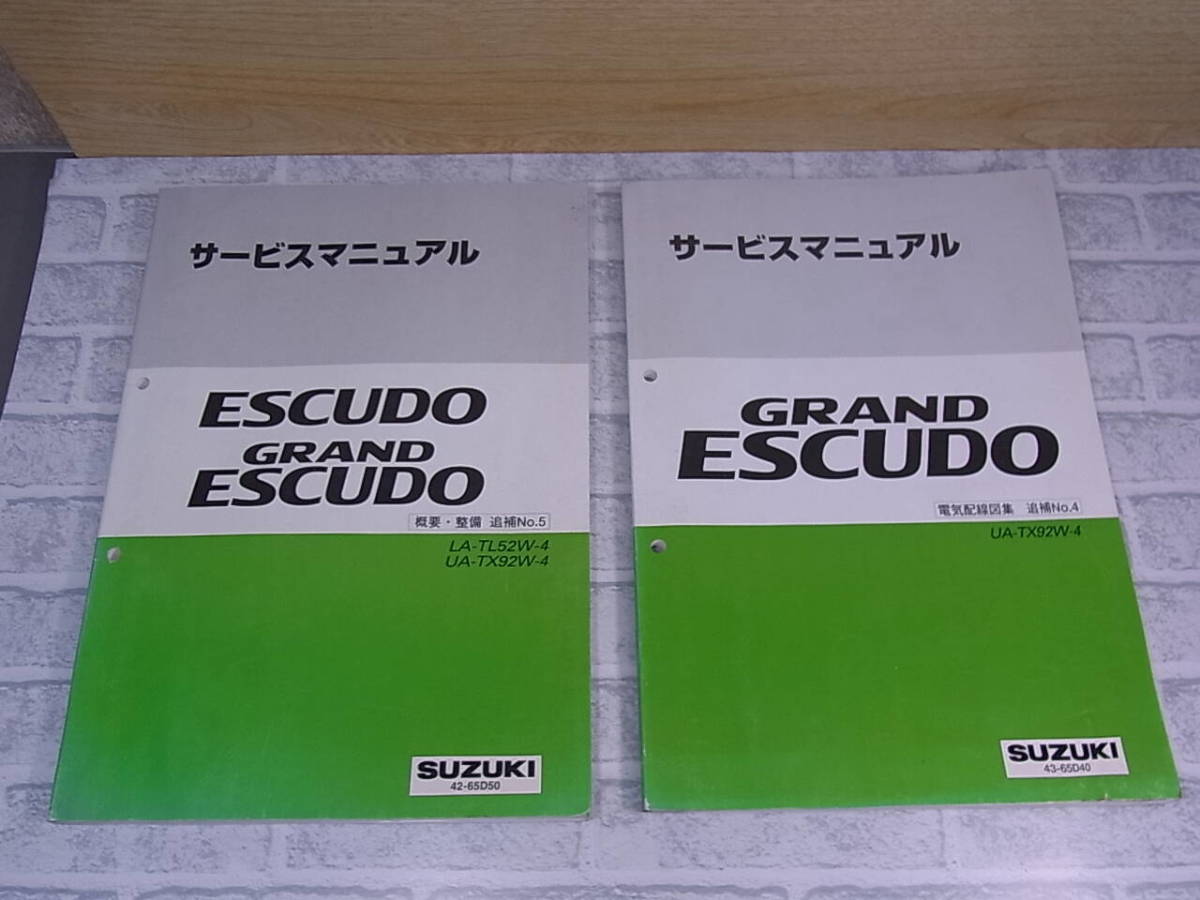 サービスマニュアル
ESCUDO
GRAND
ESCUDO
概要・整備 追補No.5
LA-TL52W-4
UA-TX92W-4
SUZUKI
42-65D50
サービスマニュアル
GRAND
ESCUDO
電気配線図集 追補No.4
UA-TX92W-4
SUZUKI
43-65D40